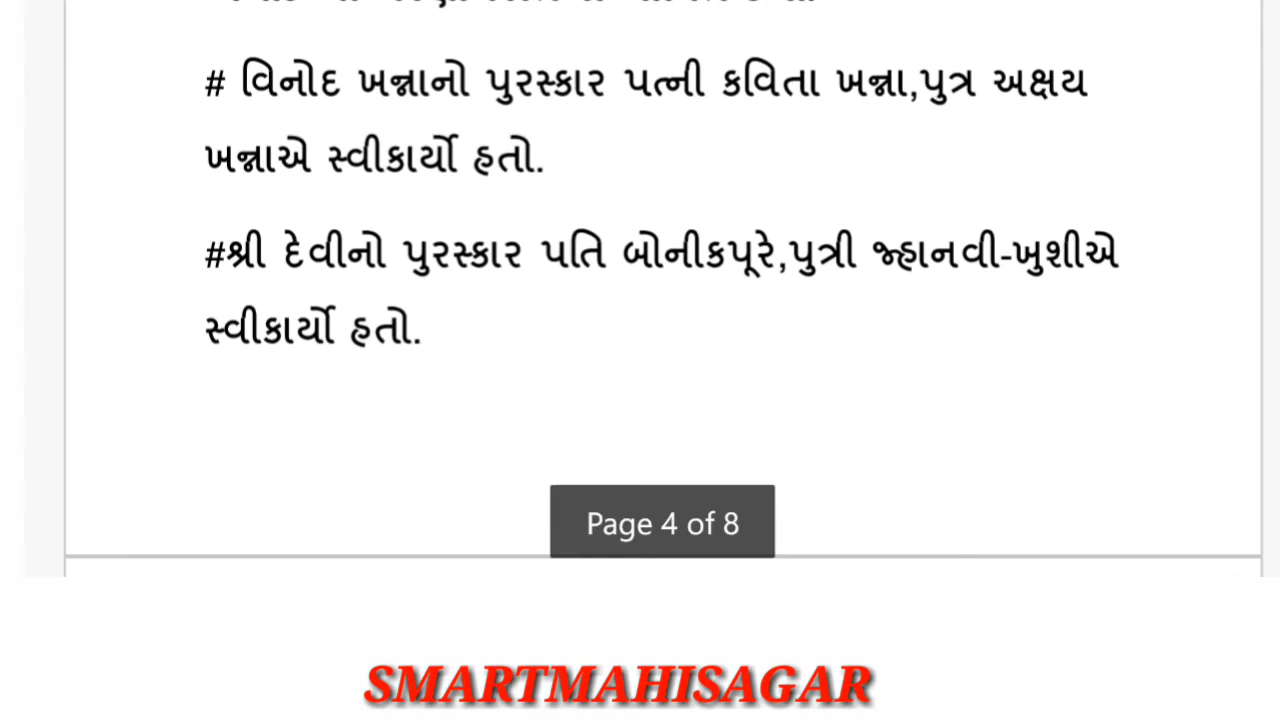 # વિનોદ ખન્નાનો પુરસ્કાર પત્ની કવિતા ખન્ના,પુત્ર અક્ષય
ખન્નાએ સ્વીકાર્યો હતો.
#શ્રી દેવીનો પુરસ્કાર પતિ બોનીકપૂરે,પુત્રી જ્હાનવી-ખુશીએ
સ્વીકાર્યો હતો.
Page 4 of 8
SMARTMAHISAGAR